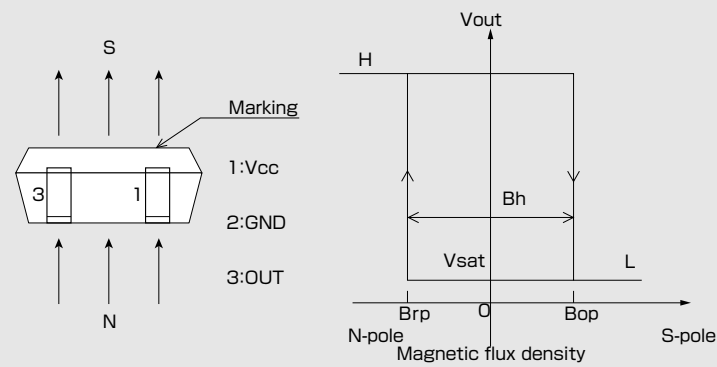 S
Marking
3
1
1:Vcc
2:GND
3:OUT
N
Vout
H
Bh
Vsat
L
Brp
O
Bop
N-pole
S-pole
Magnetic flux density